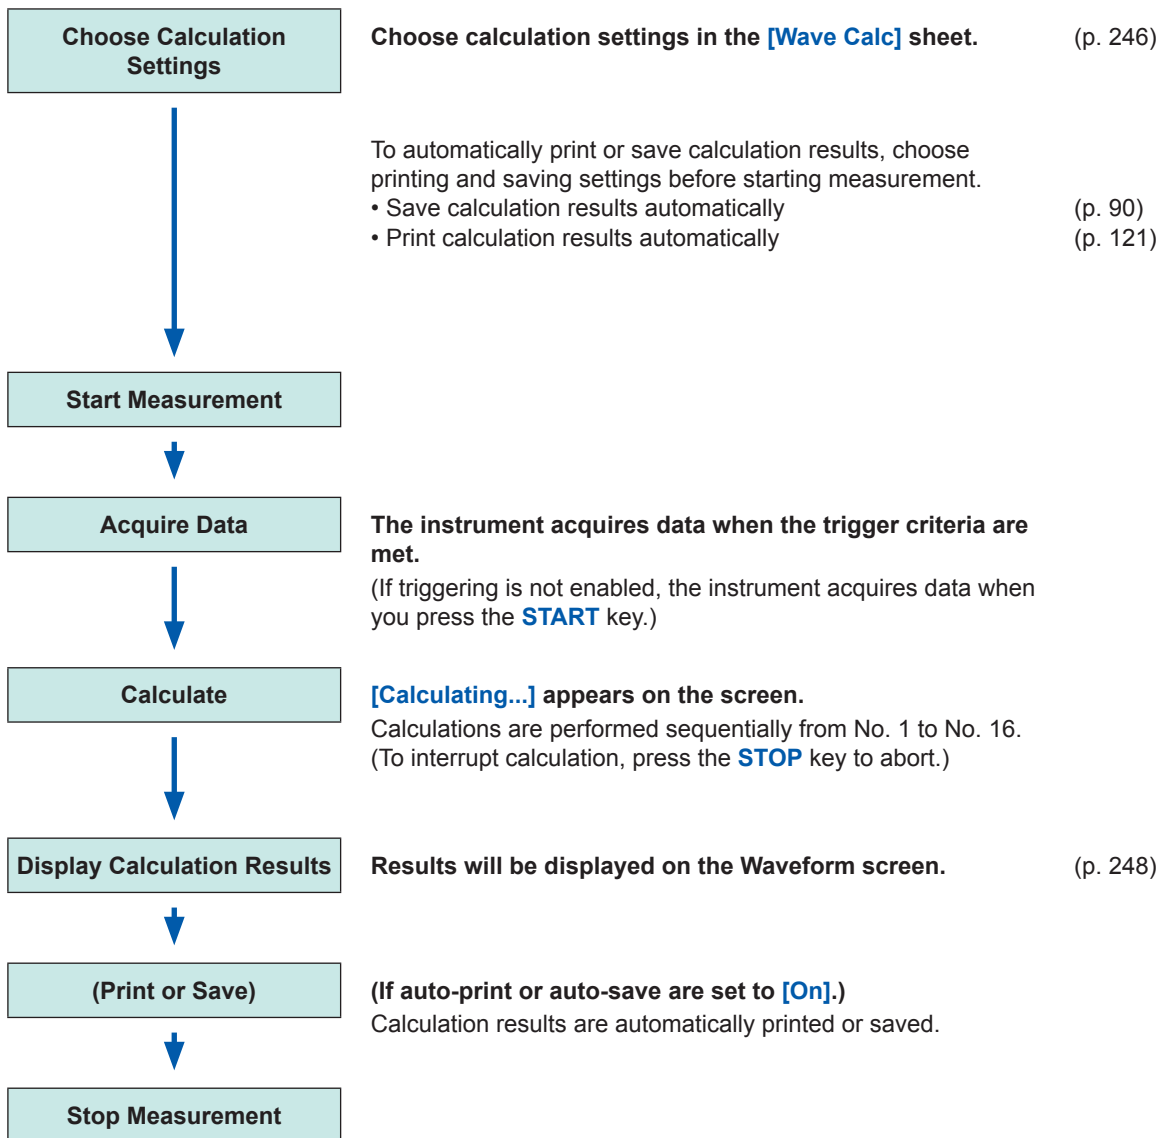 Choose Calculation
Settings
Choose calculation settings in the [Wave Calc] sheet. (p. 246)
To automatically print or save calculation results, choose
printing and saving settings before starting measurement.
• Save calculation results automatically (p. 90)
• Print calculation results automatically (p. 121)
Start Measurement
Acquire Data
The instrument acquires data when the trigger criteria are
met.
(If triggering is not enabled, the instrument acquires data when
you press the START key.)
Calculate
[Calculating...] appears on the screen.
Calculations are performed sequentially from No. 1 to No. 16.
(To interrupt calculation, press the STOP key to abort.)
Display Calculation Results
Results will be displayed on the Waveform screen. (p. 248)
(Print or Save)
(If auto-print or auto-save are set to [On].)
Calculation results are automatically printed or saved.
Stop Measurement